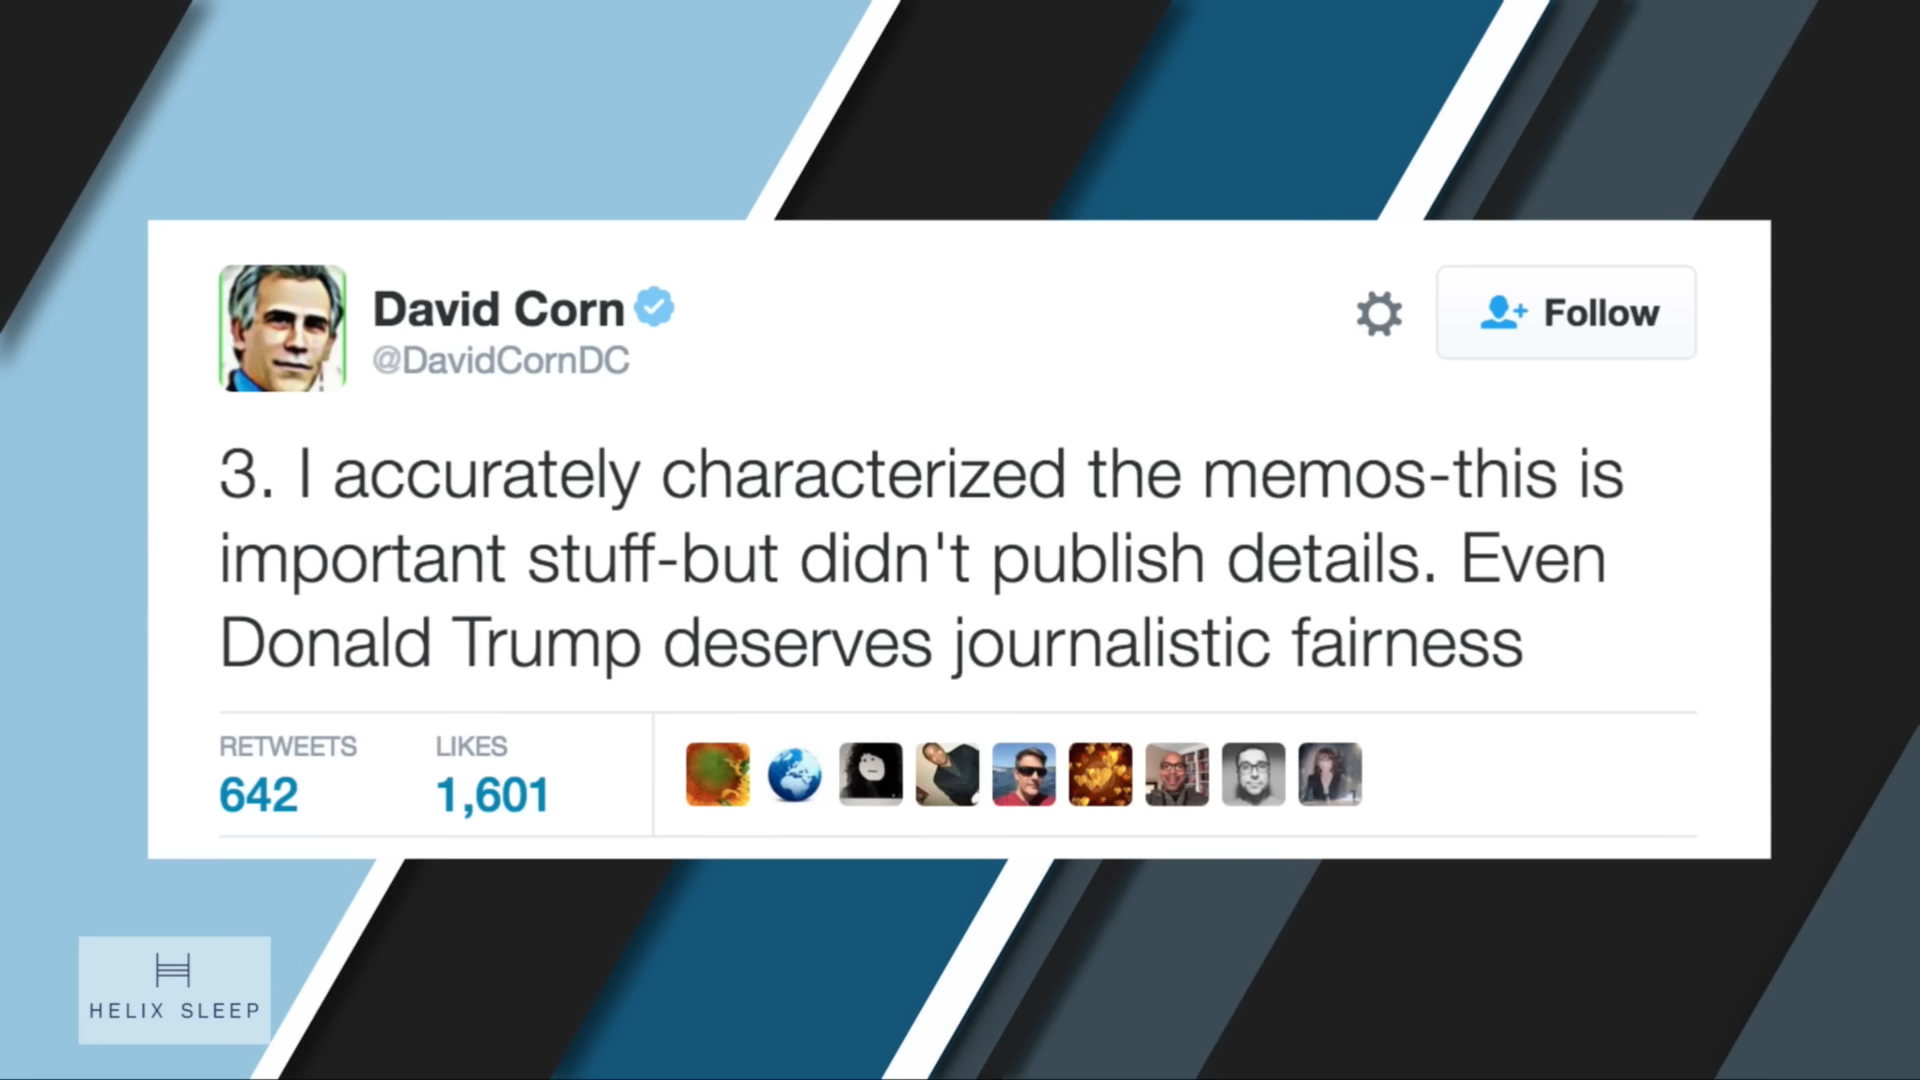 David Corn
@DavidCornDC
Follow
3. I accurately characterized the memos-this is
important stuff-but didn't publish details. Even
Donald Trump deserves journalistic fairness
RETWEETS
642
LIKES
1,601
HELIX SLEEP